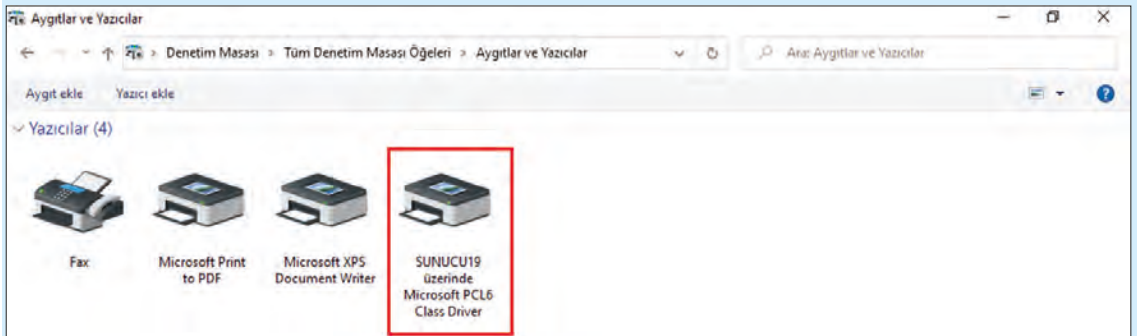 Aygıtlar ve Yazıcılar
Denetim Masası > Tüm Denetim Masası Öğeleri > Aygıtlar ve Yazıcılar
Ara: Aygıtlar ve Yazıcılar
Aygıt ekle Yazıcı ekle
Yazıcılar (4)
Fax
Microsoft Print
to PDF
Microsoft XPS
Document Writer
SUNUCU19
üzerinde
Microsoft PCL6
Class Driver